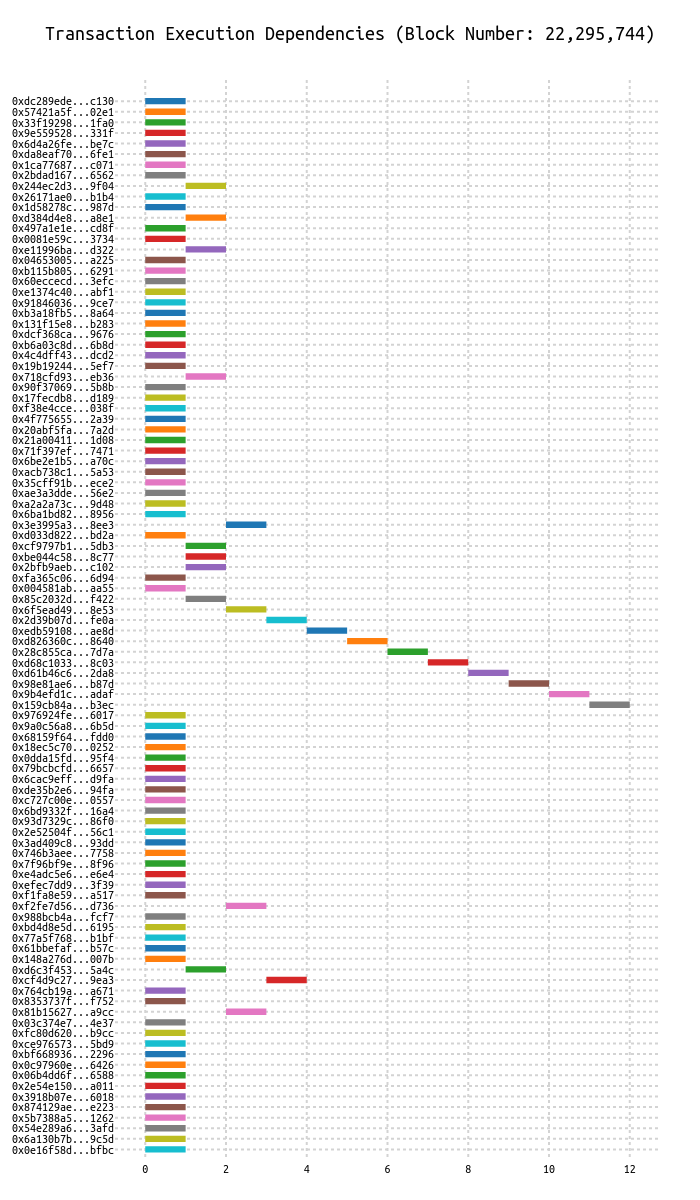 Transaction Execution Dependencies (Block Number: 22,295,744)
0xdc289ede...c130
0x57421a5f...02e1
0x33f19298...1fa0
0x9e559528...331f
0x6d4a26fe...be7c
0xda8eaf70...6fe1
0x1ca77687...c071
0x2bdad167...6562
0x244ec2d3...9f04
0x26171ae0...b1b4
0x1d58278c...987d
0xd384d4e8...a8e1
0x497a1e1e...cd8f
0x0081e59c...3734
0xe11996ba...d322
0x04653005...a225
0xb115b805...6291
0x60eccecd...3efc
0xe1374c40...abf1
0x91846036...9ce7
0xb3a18fb5...8a64
0x131f15e8...b283
0xdcf368ca...9676
0xb6a03c8d...6b8d
0x4c4dff43...dcd2
0x19b19244...5ef7
0x718cfd93...eb36
0x90f37069...5b8b
0x17fecdb8...d189
0xf38e4cce...038f
0x4f775655...2a39
0x20abf5fa...7a2d
0x21a00411...1d08
0x71f397ef...7471
0x6be2e1b5...a70c
0xacb738c1...5a53
0x35cff91b...ece2
0xae3a3dde...56e2
0xa2a2a73c...9d48
0x6ba1bd82...8956
0x3e3995a3...8ee3
0xd033d822...bd2a
0xcf9797b1...5db3
0xbe044c58...8c77
0x2bfb9aeb...c102
0xfa365c06...6d94
0x004581ab...aa55
0x85c2032d...f422
0x6f5ead49...8e53
0x2d39b07d...fe0a
0xedb59108...ae8d
0xd826360c...8640
0x28c855ca...7d7a
0xd68c1033...8c03
0xd61b46c6...2da8
0x98e81ae6...b87d
0x9b4efd1c...adaf
0x159cb84a...b3ec
0x976924fe...6017
0x9a0c56a8...6b5d
0x68159f64...fdd0
0x18ec5c70...0252
0x0dda15fd...95f4
0x79bcbcfd...6657
0x6cac9eff...d9fa
0xde35b2e6...94fa
0xc727c00e...0557
0x6bd9332f...16a4
0x93d7329c...86f0
0x2e52504f...56c1
0x3ad409c8...93dd
0x746b3aee...7758
0x7f96bf9e...8f96
0xe4adc5e6...e6e4
0xefec7dd9...3f39
0xf1fa8e59...a517
0xf2fe7d56...d736
0x988bcb4a...fcf7
0xbd4d8e5d...6195
0x77a5f768...b1bf
0x61bbefaf...b57c
0x148a276d...007b
0xd6c3f453...5a4c
0xcf4d9c27...9ea3
0x764cb19a...a671
0x8353737f...f752
0x81b15627...a9cc
0x03c374e7...4e37
0xfc80d620...b9cc
0xce976573...5bd9
0xbf668936...2296
0x0c97960e...6426
0x06b4dd6f...6588
0x2e54e150...a011
0x3918b07e...6018
0x874129ae...e223
0x5b7388a5...1262
0x54e289a6...3afd
0x6a130b7b...9c5d
0x0e16f58d...bfbc
0 2 4 6 8 10 12